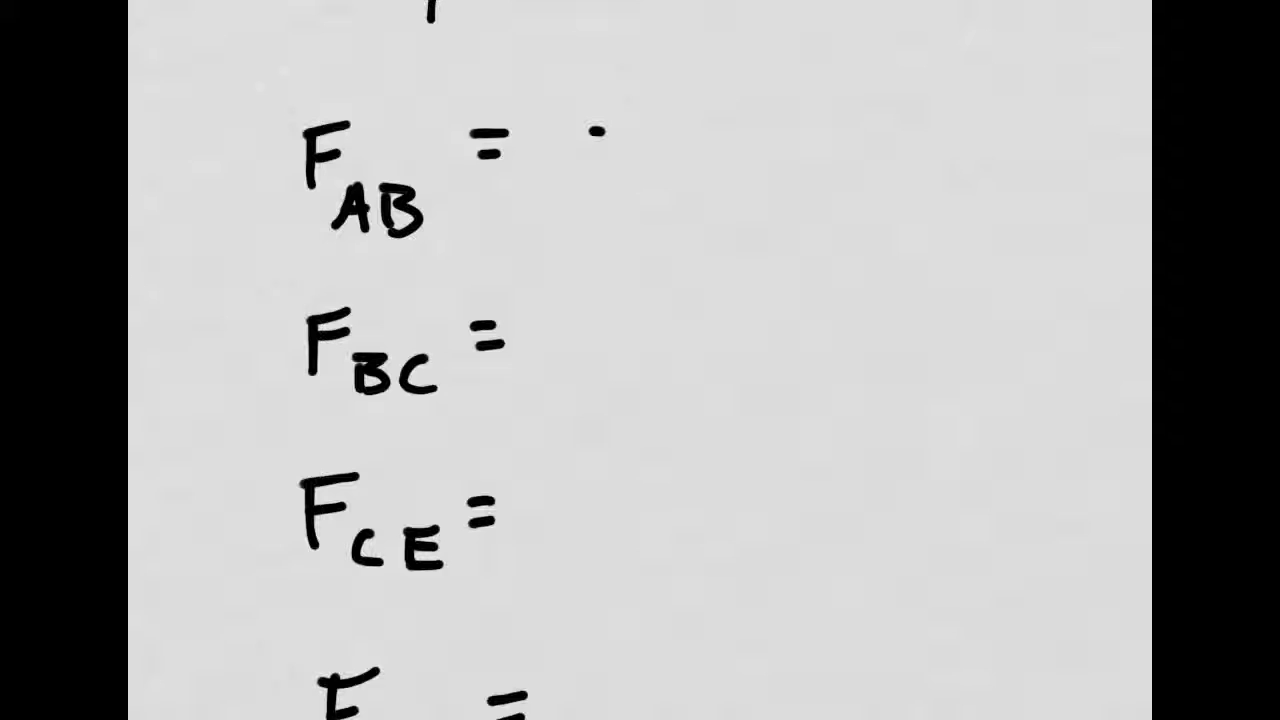 F_AB = -
F_BC =
F_CE =
F =